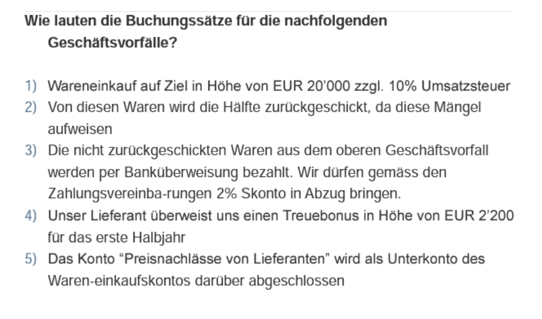 Wie lauten die Buchungssätze für die nachfolgenden
Geschäftsvorfälle?
1) Wareneinkauf auf Ziel in Höhe von EUR 20'000 zzgl. 10% Umsatzsteuer
2) Von diesen Waren wird die Hälfte zurückgeschickt, da diese Mängel
aufweisen
3) Die nicht zurückgeschickten Waren aus dem oberen Geschäftsvorfall
werden per Banküberweisung bezahlt. Wir dürfen gemäss den
Zahlungsvereinba-rungen 2% Skonto in Abzug bringen.
4) Unser Lieferant überweist uns einen Treuebonus in Höhe von EUR 2'200
für das erste Halbjahr
5) Das Konto “Preisnachlässe von Lieferanten” wird als Unterkonto des
Waren-einkaufskontos darüber abgeschlossen